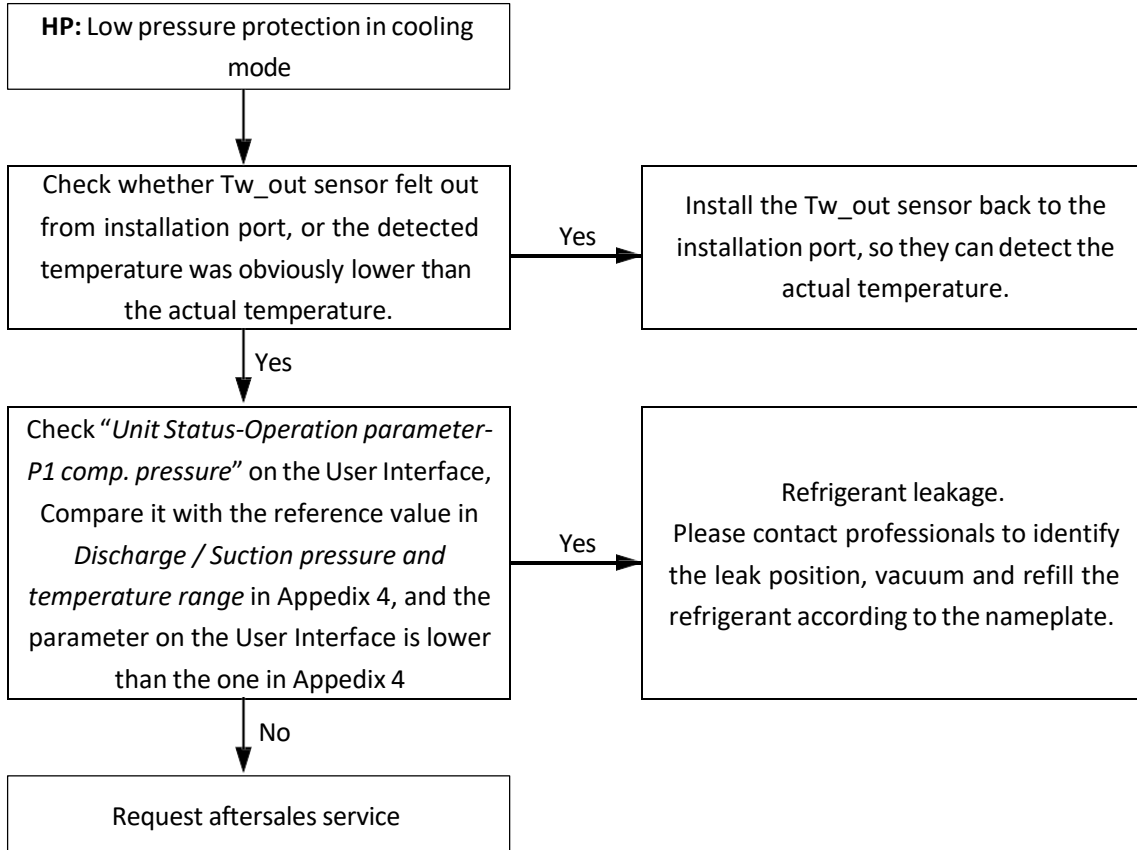 HP: Low pressure protection in cooling
mode
Check whether Tw_out sensor felt out
from installation port, or the detected
temperature was obviously lower than
the actual temperature.
Yes
Install the Tw_out sensor back to the
installation port, so they can detect the
actual temperature.
Yes
Check “Unit Status-Operation parameter-
P1 comp. pressure” on the User Interface,
Compare it with the reference value in
Discharge / Suction pressure and
temperature range in Appedix 4, and the
parameter on the User Interface is lower
than the one in Appedix 4
Yes
Refrigerant leakage.
Please contact professionals to identify
the leak position, vacuum and refill the
refrigerant according to the nameplate.
No
Request aftersales service